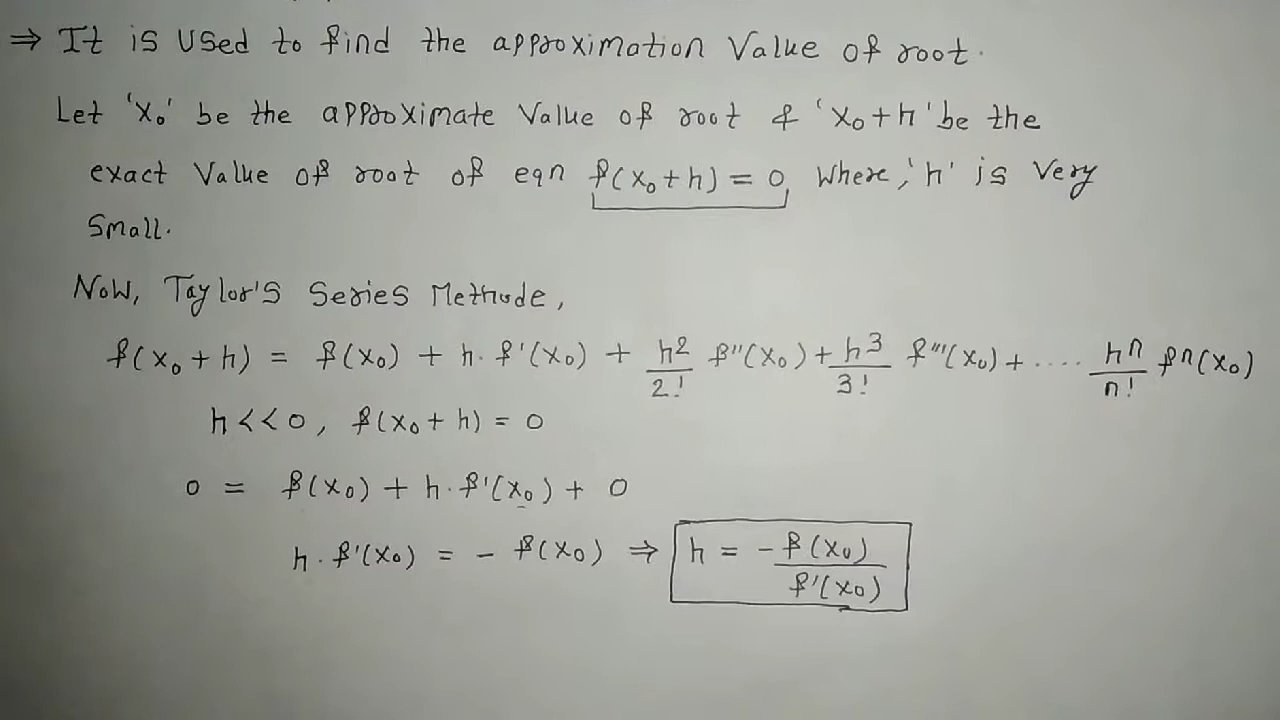 ⇒ It is used to find the approximation Value of root.
Let 'x₀' be the approximate Value of root & 'x₀+h' be the
exact Value of root of eqn f(x₀+h) = 0, Where, 'h' is Very
Small.
Now, Taylor's Series Methode,
f(x₀+h) = f(x₀) + h. f'(x₀) + h²/2! f''(x₀) + h³/3! f'''(x₀) + .... hⁿ/n! fⁿ(x₀)
h<<0, f(x₀+h) = 0
0 = f(x₀) + h. f'(x₀) + 0
h. f'(x₀) = - f(x₀) ⇒ h = -f(x₀)/f'(x₀)